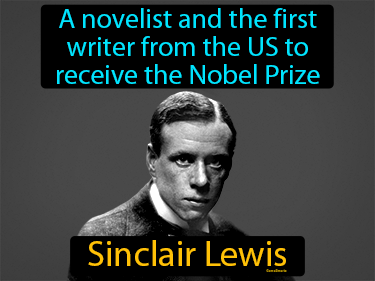 A novelist and the first
writer from the US to
receive the Nobel Prize
Sinclair Lewis